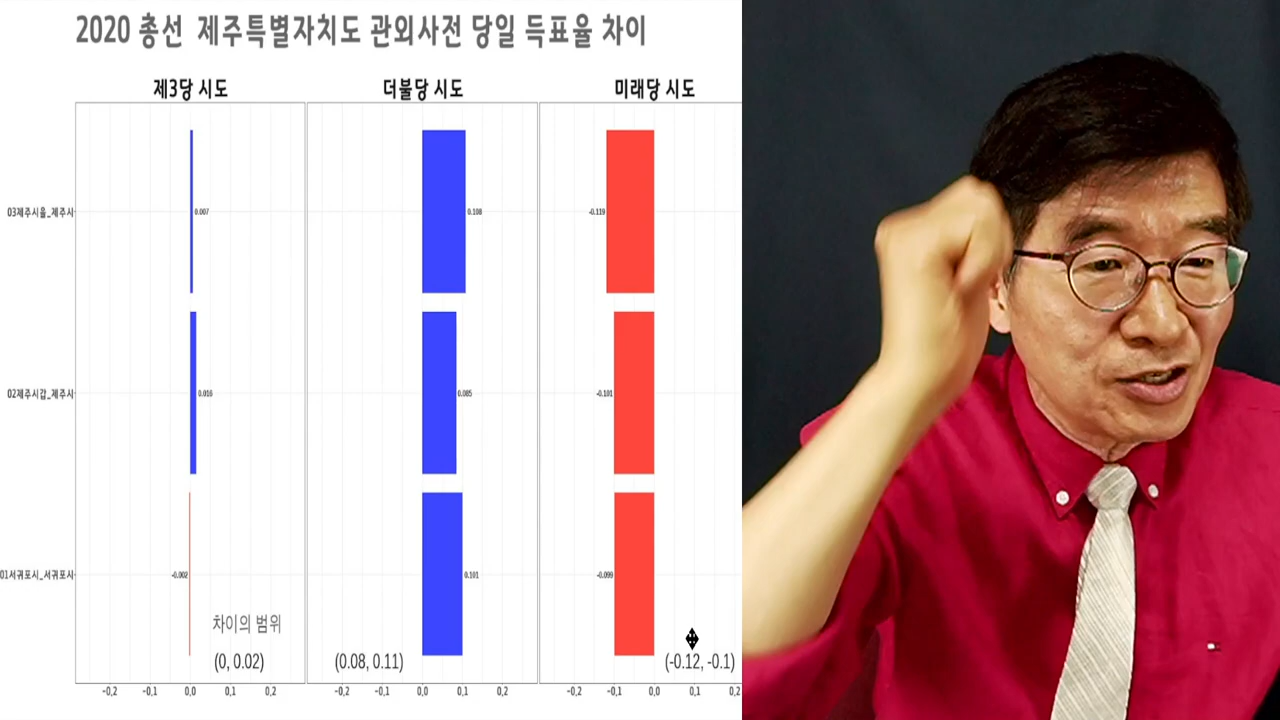 2020 총선 제주특별자치도 관외사전 당일 득표율 차이
제3당 시도
더불당 시도
미래당 시도
03제주시을_제주시
0.007
0.108
-0.119
02제주시갑_제주시
0.016
0.085
-0.101
01서귀포시_서귀포시
-0.002
0.101
-0.099
차이의 범위
(0, 0.02)
(0.08, 0.11)
(-0.12, -0.1)
-0,2 -0,1 0,0 0,1 0,2
-0,2 -0,1 0,0 0,1 0,2
-0,2 -0,1 0,0 0,1 0,2